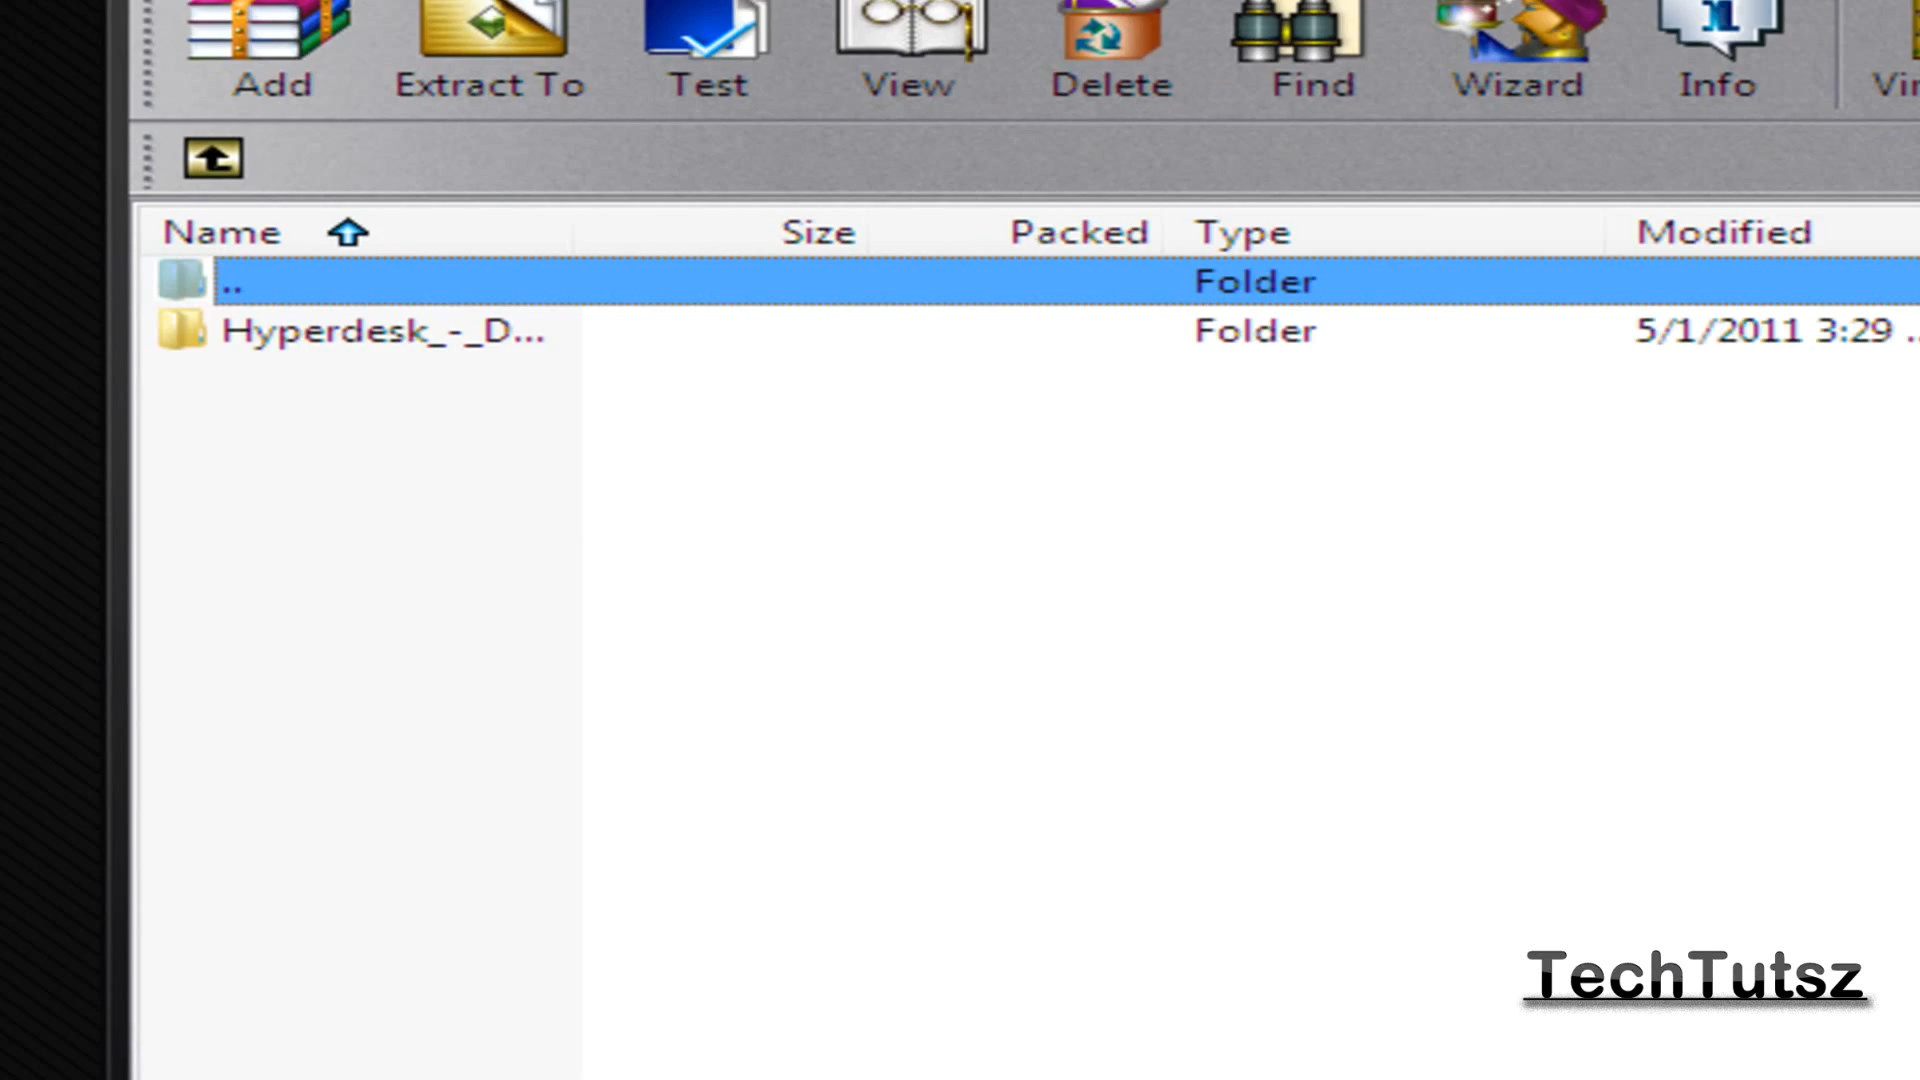 Add Extract To Test View Delete Find Wizard Info
Name Size Packed Type Modified
.. Folder
Hyperdesk_-_D... Folder 5/1/2011 3:29 ..
TechTutsz